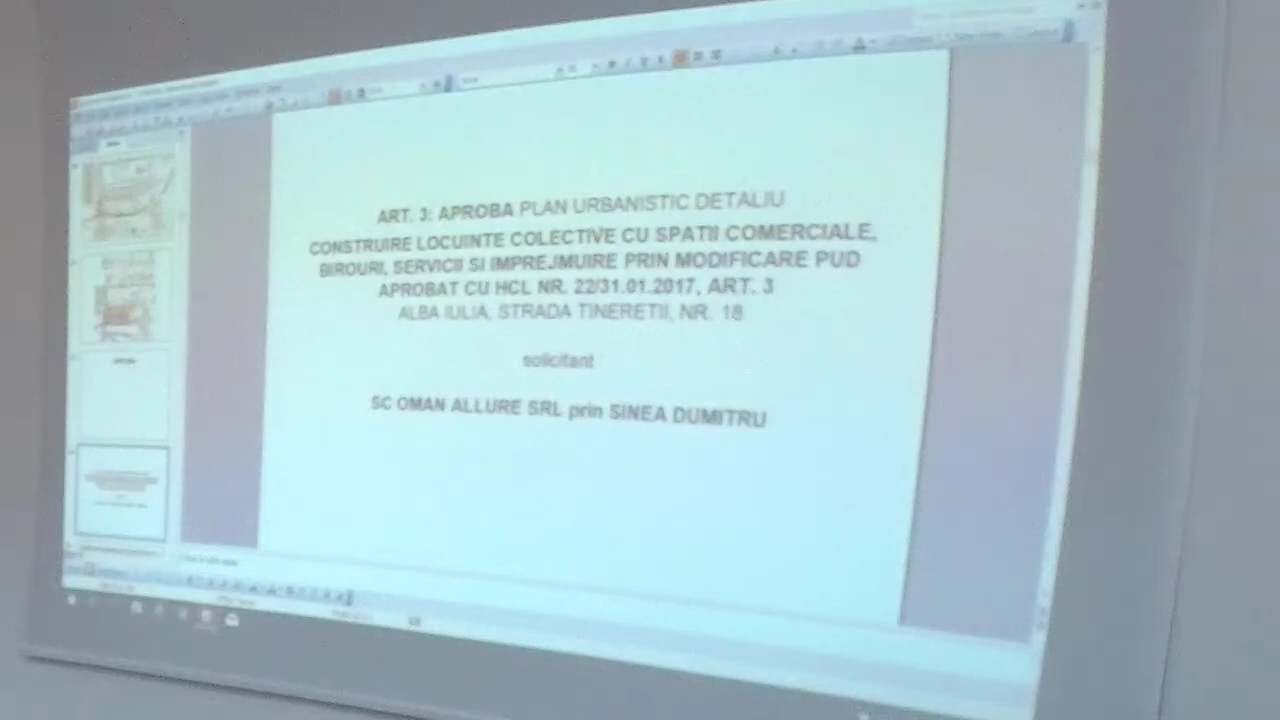 ART. 3: APROBA PLAN URBANISTIC DETALIU
CONSTRUIRE LOCUINTE COLECTIVE CU SPATII COMERCIALE,
BIROURI, SERVICII SI IMPREJMUIRE PRIN MODIFICARE PUD
APROBAT CU HCL NR. 22/31.01.2017, ART. 3
ALBA IULIA, STRADA TINERETII, NR. 18
solicitant
SC OMAN ALLURE SRL prin SINEA DUMITRU